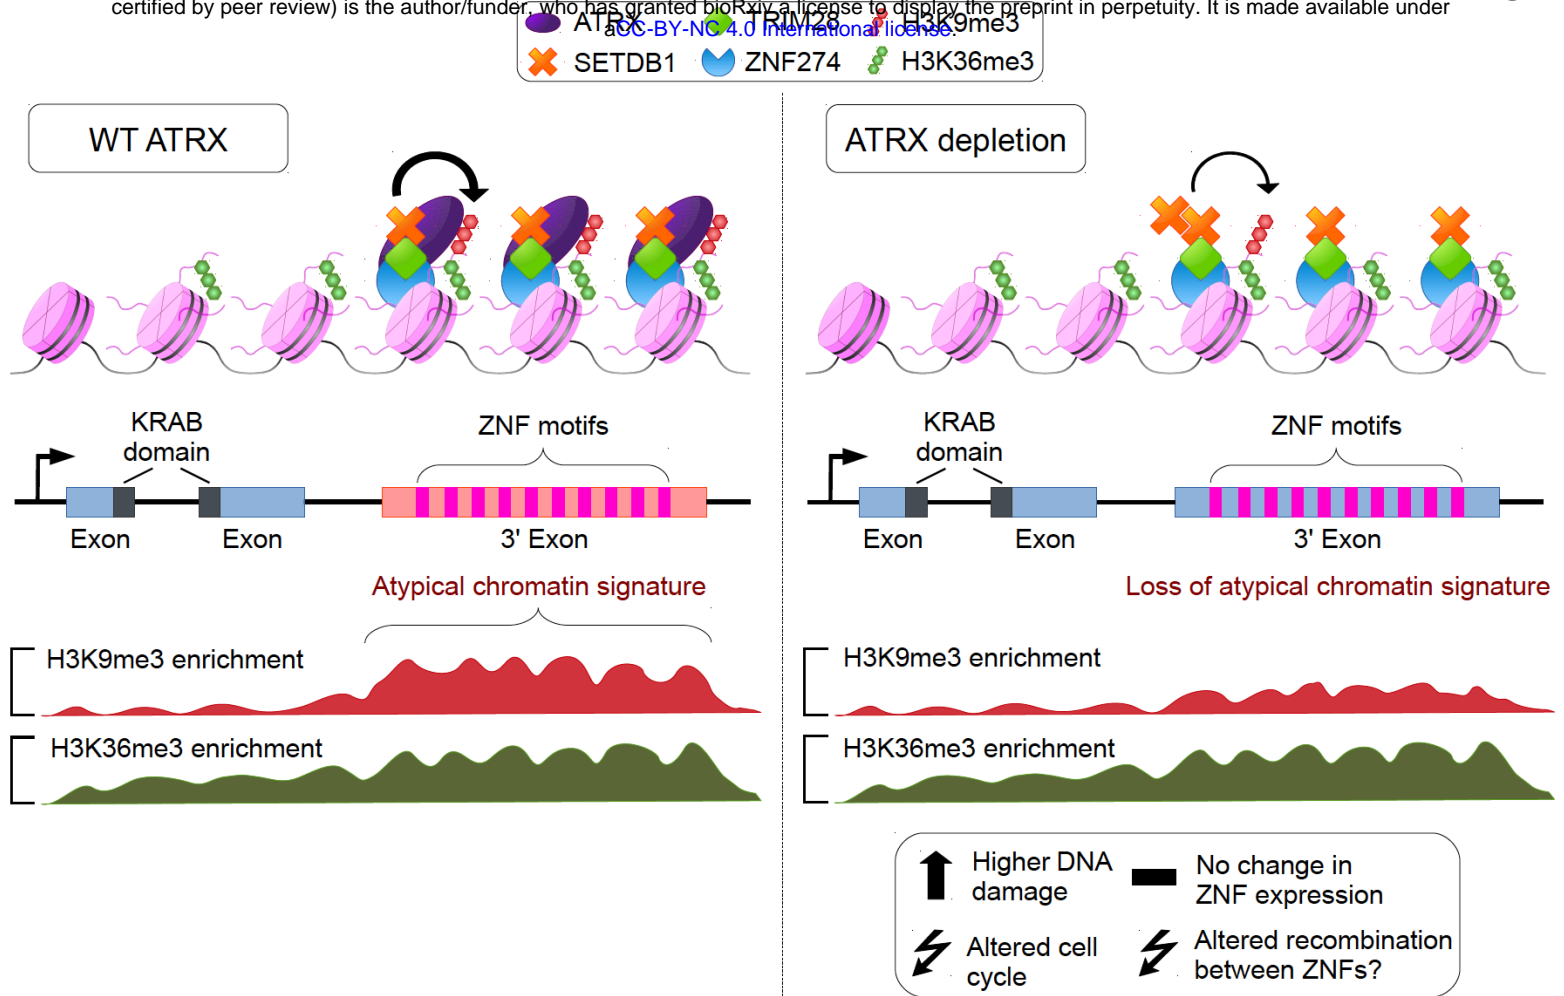 certified by peer review) is the author/funder, who has granted bioRxiv a license to display the preprint in perpetuity. It is made available under
aCC-BY-NC 4.0 International license.
ATRX TRIM28 H3K9me3
SETDB1 ZNF274 H3K36me3
WT ATRX
KRAB
domain
ZNF motifs
Exon Exon 3' Exon
Atypical chromatin signature
H3K9me3 enrichment
H3K36me3 enrichment
ATRX depletion
KRAB
domain
ZNF motifs
Exon Exon 3' Exon
Loss of atypical chromatin signature
H3K9me3 enrichment
H3K36me3 enrichment
Higher DNA
damage
No change in
ZNF expression
Altered cell
cycle
Altered recombination
between ZNFs?